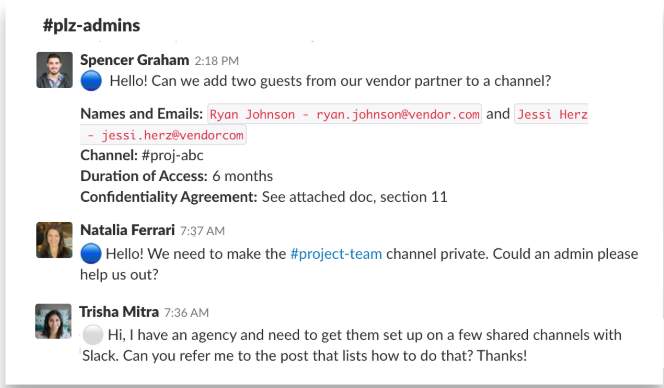 #plz-admins
Spencer Graham 2:18 PM
Hello! Can we add two guests from our vendor partner to a channel?
Names and Emails: Ryan Johnson - ryan.johnson@vendor.com and Jessi Herz
- jessi.herz@vendorcom
Channel: #proj-abc
Duration of Access: 6 months
Confidentiality Agreement: See attached doc, section 11
Natalia Ferrari 7:37 AM
Hello! We need to make the #project-team channel private. Could an admin please
help us out?
Trisha Mitra 7:36 AM
Hi, I have an agency and need to get them set up on a few shared channels with
Slack. Can you refer me to the post that lists how to do that? Thanks!